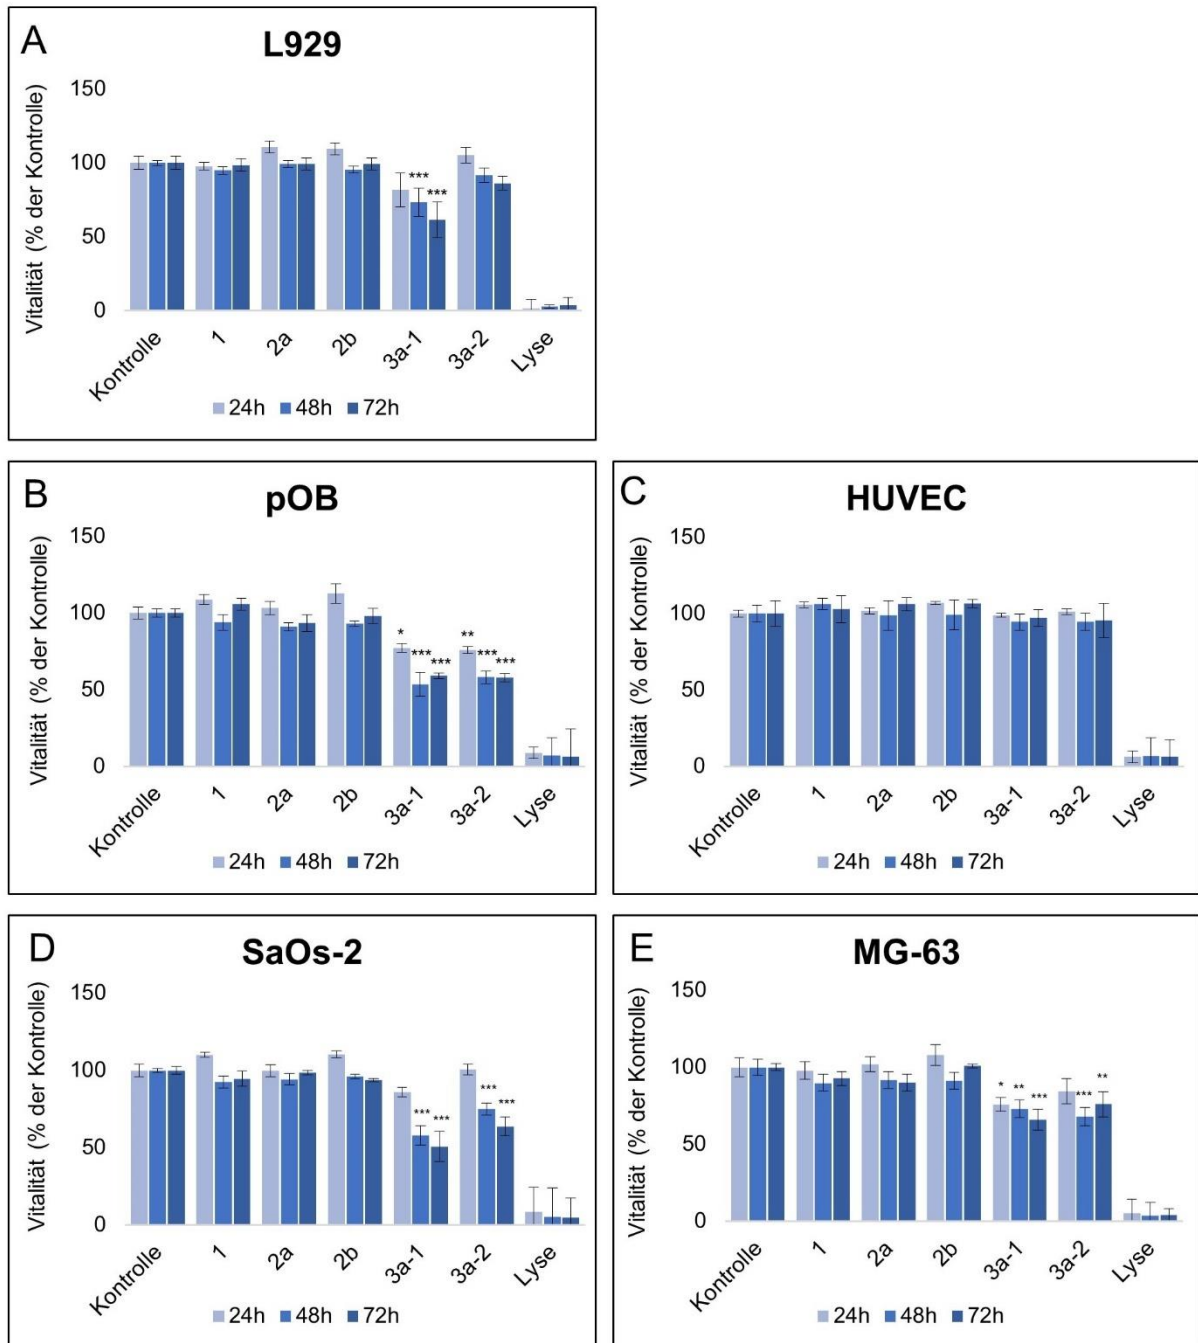 A
L929
Vitalität (% der Kontrolle)
150
100
50
0
***
***
Kontrolle
1
2a
2b
3a-1
3a-2
Lyse
24h 48h 72h
B
pOB
Vitalität (% der Kontrolle)
150
100
50
0
*
***
***
**
***
***
Kontrolle
1
2a
2b
3a-1
3a-2
Lyse
24h 48h 72h
C
HUVEC
Vitalität (% der Kontrolle)
150
100
50
0
Kontrolle
1
2a
2b
3a-1
3a-2
Lyse
24h 48h 72h
D
SaOs-2
Vitalität (% der Kontrolle)
150
100
50
0
***
***
***
***
Kontrolle
1
2a
2b
3a-1
3a-2
Lyse
24h 48h 72h
E
MG-63
Vitalität (% der Kontrolle)
150
100
50
0
*
**
***
***
**
Kontrolle
1
2a
2b
3a-1
3a-2
Lyse
24h 48h 72h